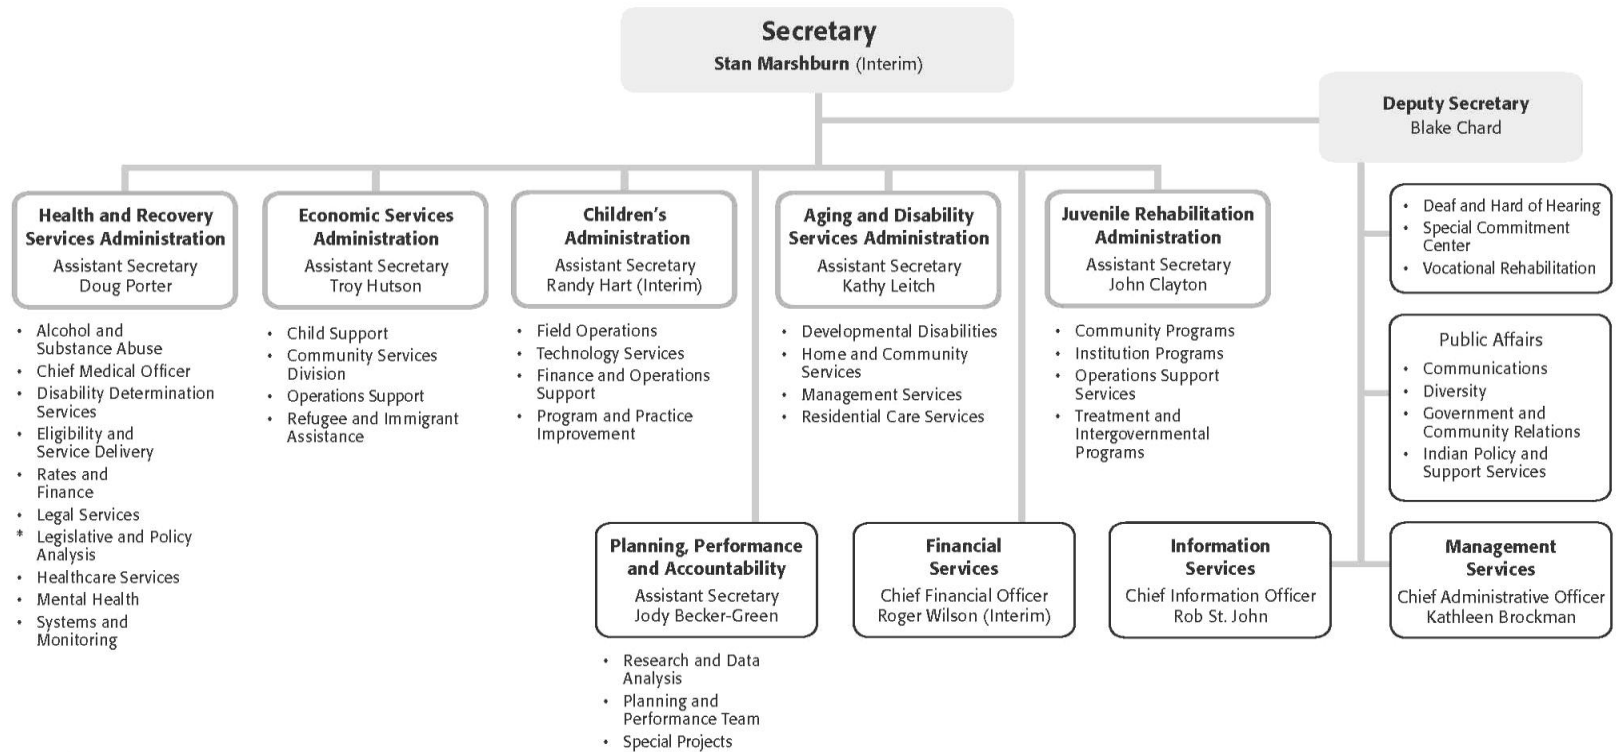 Secretary
Stan Marshburn (Interim)
Deputy Secretary
Blake Chard
Health and Recovery
Services Administration
Assistant Secretary
Doug Porter
• Alcohol and
Substance Abuse
• Chief Medical Officer
• Disability Determination
Services
• Eligibility and
Service Delivery
• Rates and
Finance
• Legal Services
* Legislative and Policy
Analysis
• Healthcare Services
• Mental Health
• Systems and
Monitoring
Economic Services
Administration
Assistant Secretary
Troy Hutson
• Child Support
• Community Services
Division
• Operations Support
• Refugee and Immigrant
Assistance
Children's
Administration
Assistant Secretary
Randy Hart (Interim)
• Field Operations
• Technology Services
• Finance and Operations
Support
• Program and Practice
Improvement
Aging and Disability
Services Administration
Assistant Secretary
Kathy Leitch
• Developmental Disabilities
• Home and Community
Services
• Management Services
• Residential Care Services
Juvenile Rehabilitation
Administration
Assistant Secretary
John Clayton
• Community Programs
• Institution Programs
• Operations Support
Services
• Treatment and
Intergovernmental
Programs
• Deaf and Hard of Hearing
• Special Commitment
Center
• Vocational Rehabilitation
Public Affairs
• Communications
• Diversity
• Government and
Community Relations
• Indian Policy and
Support Services
Planning, Performance
and Accountability
Assistant Secretary
Jody Becker-Green
• Research and Data
Analysis
• Planning and
Performance Team
• Special Projects
Financial
Services
Chief Financial Officer
Roger Wilson (Interim)
Information
Services
Chief Information Officer
Rob St. John
Management
Services
Chief Administrative Officer
Kathleen Brockman